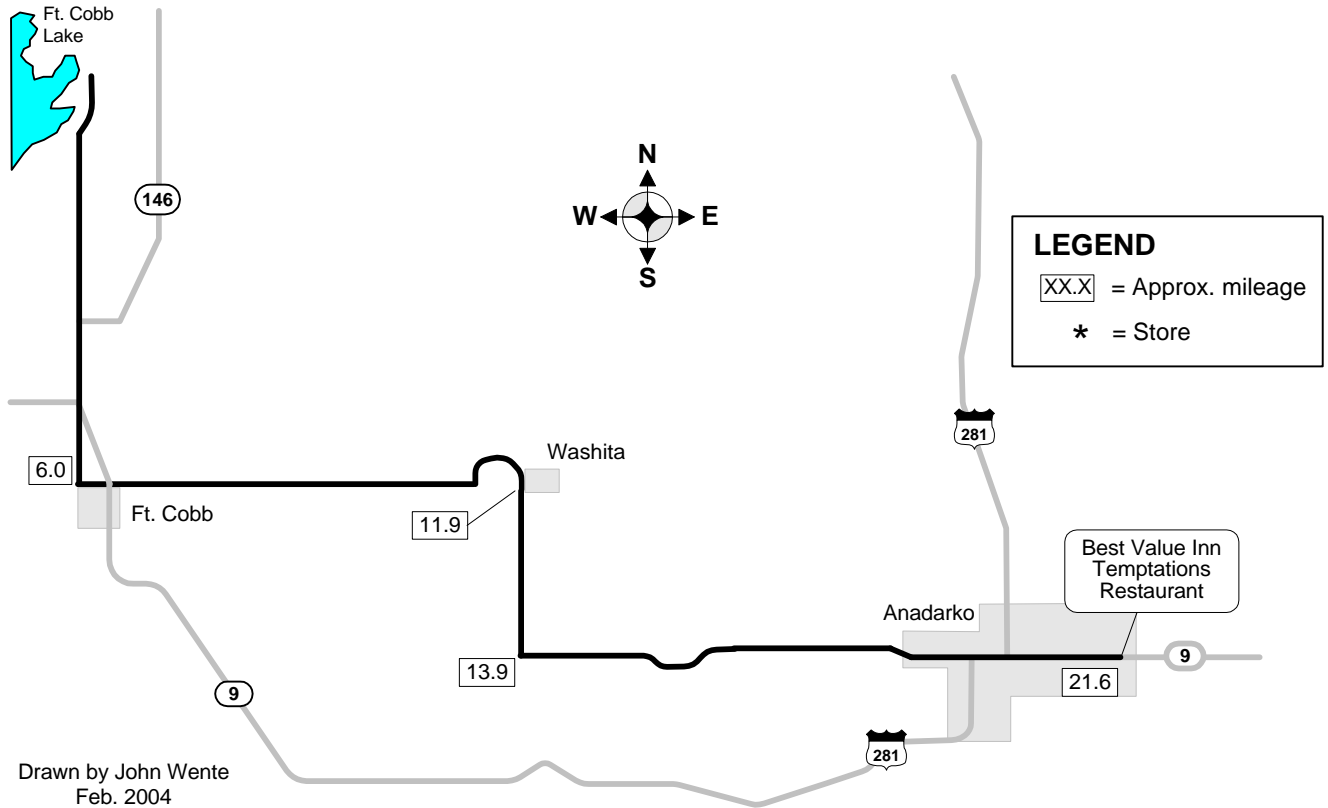 Ft. Cobb
Lake
146
N
W
E
S
LEGEND
XX.X = Approx. mileage
* = Store
281
6.0
Washita
Ft. Cobb
11.9
Best Value Inn
Temptations
Restaurant
Anadarko
13.9
9
21.6
9
281
Drawn by John Wente
Feb. 2004